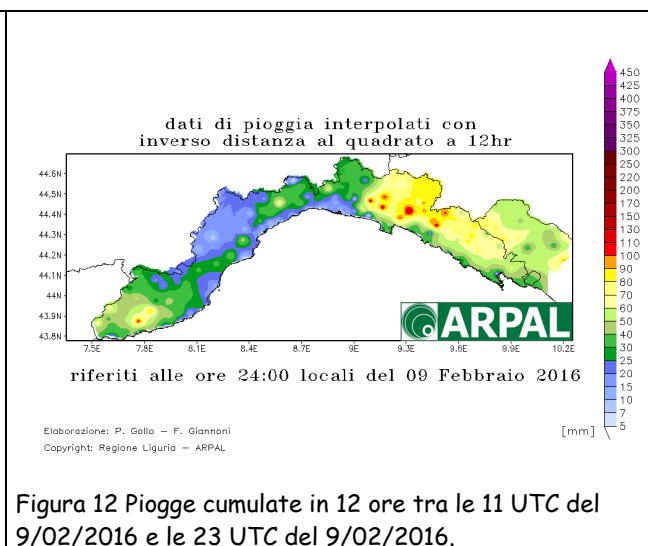 dati di pioggia interpolati con
inverso distanza al quadrato a 12hr
450
425
400
375
350
325
300
250
220
200
170
150
130
110
100
90
80
70
60
50
40
30
25
20
15
10
7
5
[mm]
44.6N
44.5N
44.4N
44.3N
44.2N
44.1N
44N
43.9N
43.8N
7.5E 7.8E 8.1E 8.4E 8.7E 9E 9.3E 9.6E 9.9E 10.2E
ARPAL
riferiti alle ore 24:00 locali del 09 Febbraio 2016
Elaborazione: P. Gollo – F. Giannoni
Copyright: Regione Liguria – ARPAL
Figura 12 Piogge cumulate in 12 ore tra le 11 UTC del
9/02/2016 e le 23 UTC del 9/02/2016.